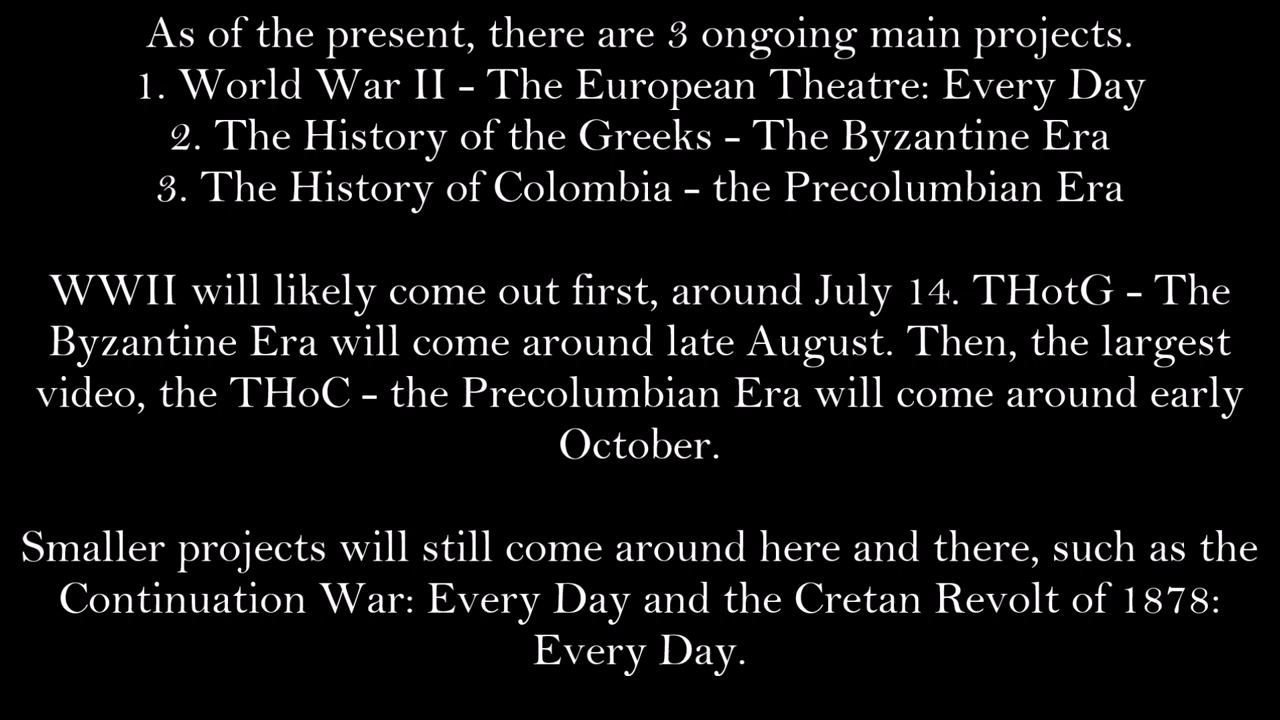 As of the present, there are 3 ongoing main projects.
1. World War II - The European Theatre: Every Day
2. The History of the Greeks - The Byzantine Era
3. The History of Colombia - the Precolumbian Era
WWII will likely come out first, around July 14. THotG - The
Byzantine Era will come around late August. Then, the largest
video, the THoC - the Precolumbian Era will come around early
October.
Smaller projects will still come around here and there, such as the
Continuation War: Every Day and the Cretan Revolt of 1878:
Every Day.